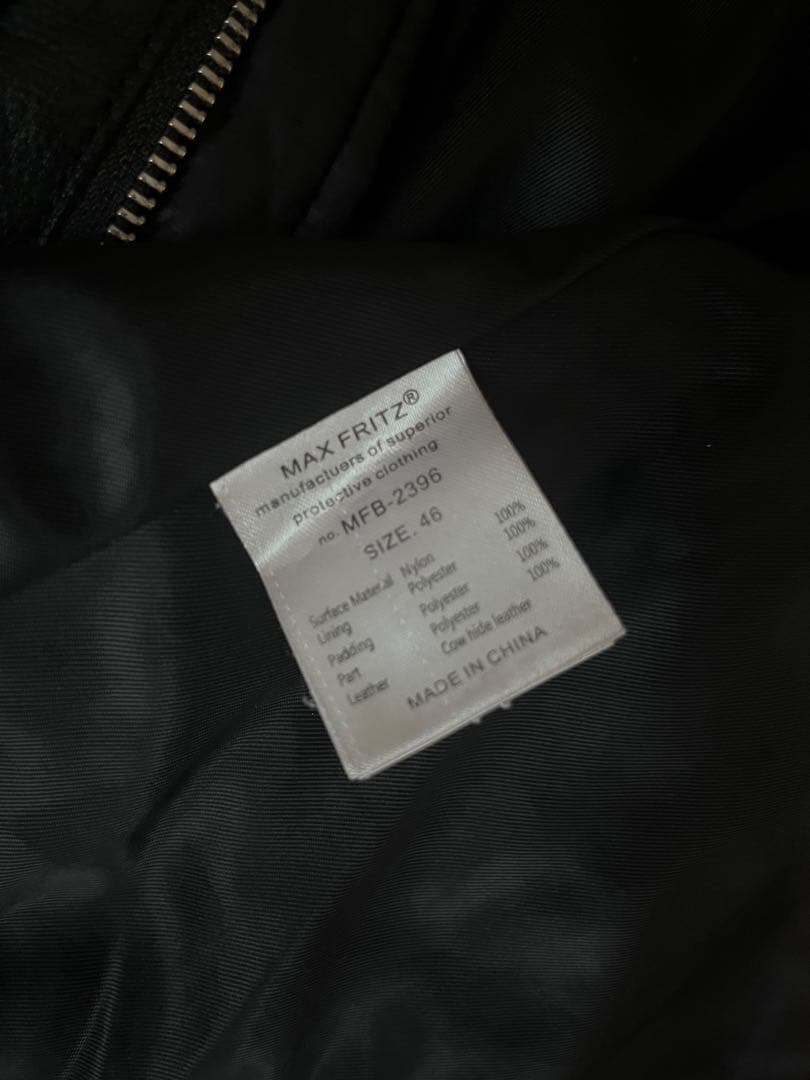 MAX FRITZ®
manufactuers of superior
protective clothing
no. MFB-2396
SIZE. 46
Surface Material Nylon 100%
Lining Polyester 100%
Padding Polyester 100%
Part Polyester 100%
Leather Cow hide leather
MADE IN CHINA